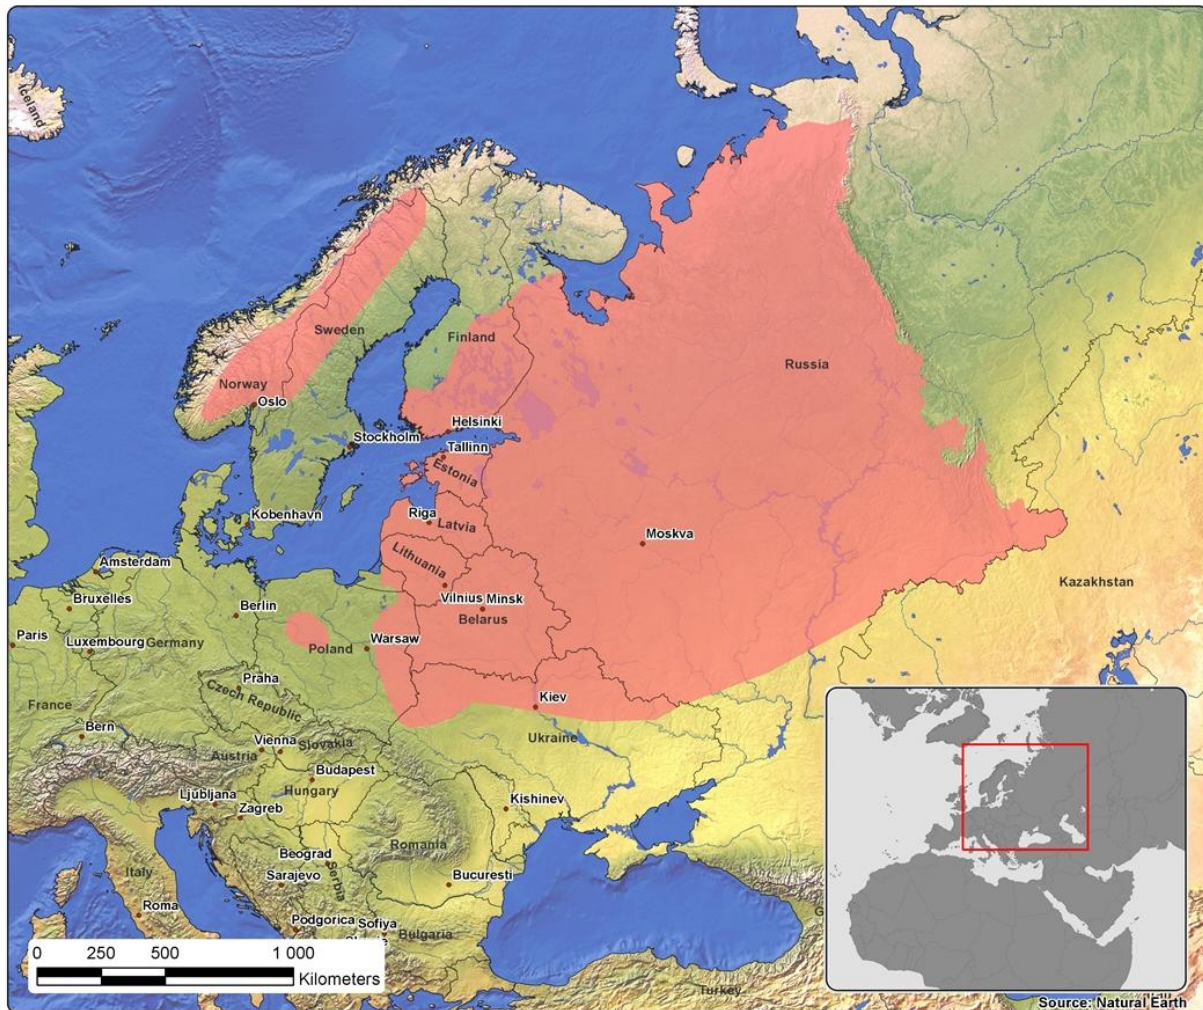 Iceland
Sweden
Finland
Norway
Oslo
Russia
Helsinki
Stockholm
Tallinn
Estonia
Riga
Latvia
Kobenhavn
Moskva
Lithuania
Amsterdam
Kazakhstan
Bruxelles
Vilnius
Minsk
Berlin
Belarus
Paris
Luxembourg
Germany
Poland
Warsaw
Praha
Czech Republic
France
Kiev
Bern
Vienna
Slovakia
Ukraine
Austria
Budapest
Hungary
Ljubljana
Zagreb
Kishinev
Romania
Beograd
Serbia
Italy
Sarajevo
Bucuresti
Roma
Podgorica
Sofiya
Bulgaria
0 250 500 1 000
Kilometers
Turkey
Source: Natural Earth